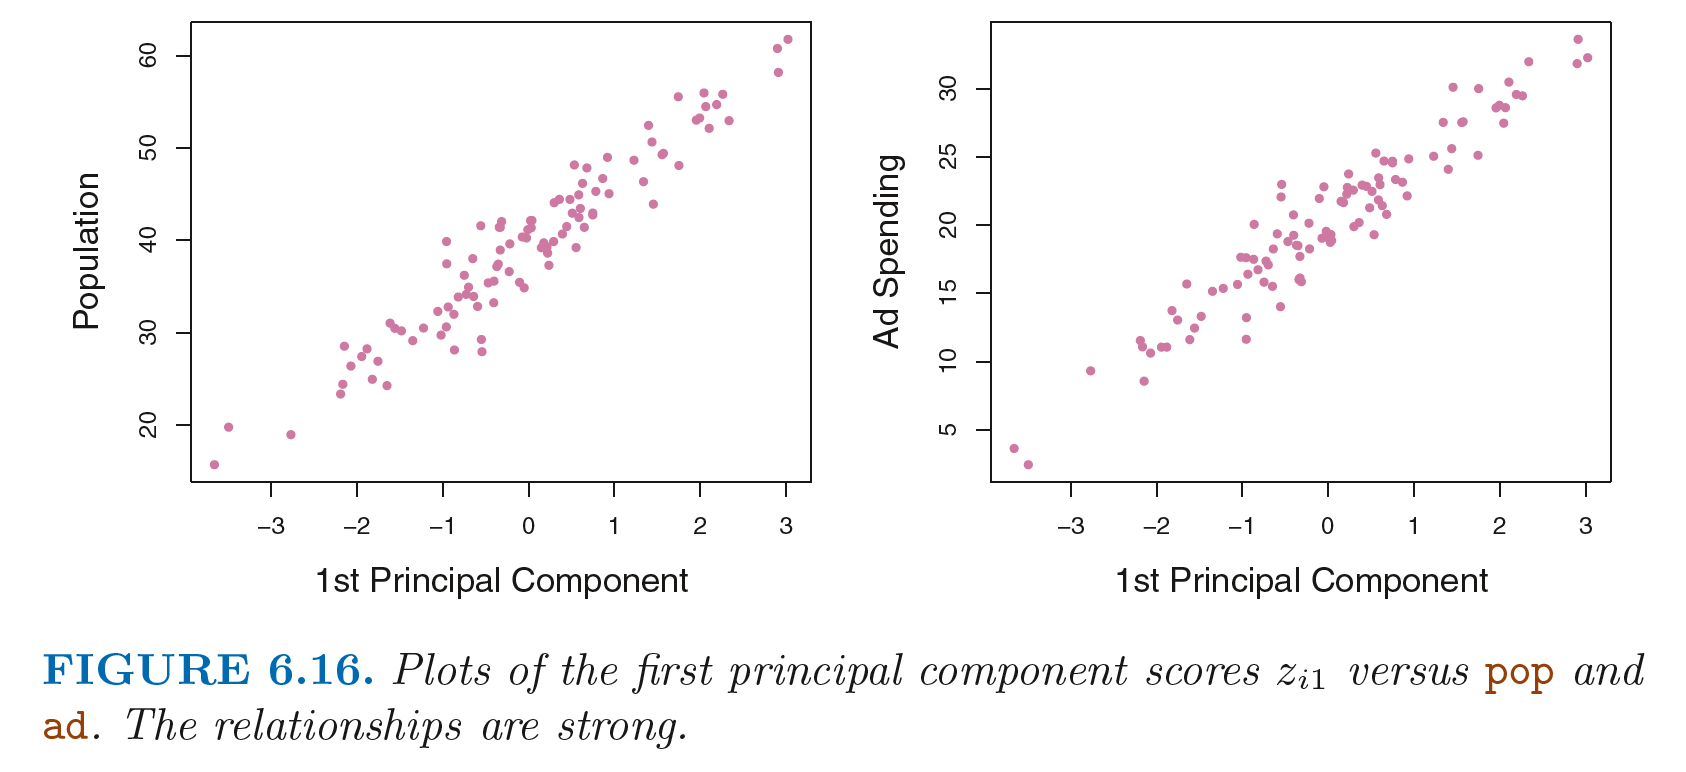 60
50
40
30
20
Population
−3 −2 −1 0 1 2 3
1st Principal Component
30
25
20
15
10
5
Ad Spending
−3 −2 −1 0 1 2 3
1st Principal Component
FIGURE 6.16. Plots of the first principal component scores zi1 versus pop and
ad. The relationships are strong.